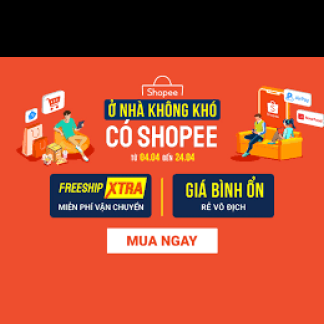 Shopee
Ở NHÀ KHÔNG KHÓ
CÓ SHOPEE
TỪ 04.04 ĐẾN 24.04
FREESHIP XTRA
MIỄN PHÍ VẬN CHUYỂN
GIÁ BÌNH ỔN
RẺ VÔ ĐỊCH
MUA NGAY